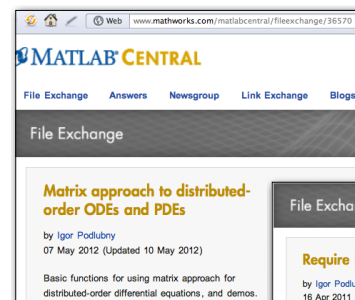 Web www.mathworks.com/matlabcentral/fileexchange/36570
MATLAB® CENTRAL
File Exchange Answers Newsgroup Link Exchange Blogs
File Exchange
Matrix approach to distributed-
order ODEs and PDEs
by Igor Podlubny
07 May 2012 (Updated 10 May 2012)
Basic functions for using matrix approach for
distributed-order differential equations, and demos.
File Excha
Require
by Igor Podlu
16 Apr 2011